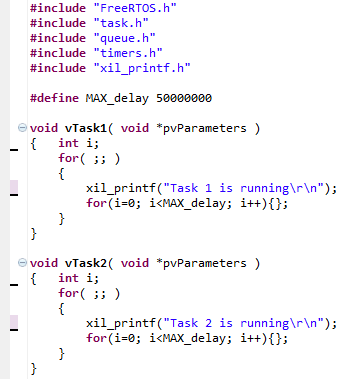 #include "FreeRTOS.h"
#include "task.h"
#include "queue.h"
#include "timers.h"
#include "xil_printf.h"
#define MAX_delay 50000000
void vTask1( void *pvParameters )
{   int i;
    for( ;; )
    {
        xil_printf("Task 1 is running\r\n");
        for(i=0; i<MAX_delay; i++){};
    }
}
void vTask2( void *pvParameters )
{   int i;
    for( ;; )
    {
        xil_printf("Task 2 is running\r\n");
        for(i=0; i<MAX_delay; i++){};
    }
}